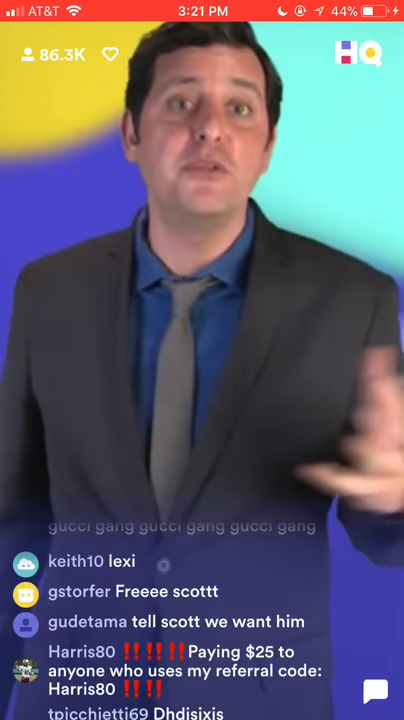 AT&T 3:21 PM 44%
86.3K HQ
gucci gang gucci gang gucci gang
keith10 lexi
gstorfer Freeee scottt
gudetama tell scott we want him
Harris80 ‼️‼️‼️Paying $25 to
anyone who uses my referral code:
Harris80 ‼️‼️
tpicchietti69 Dhdisixis